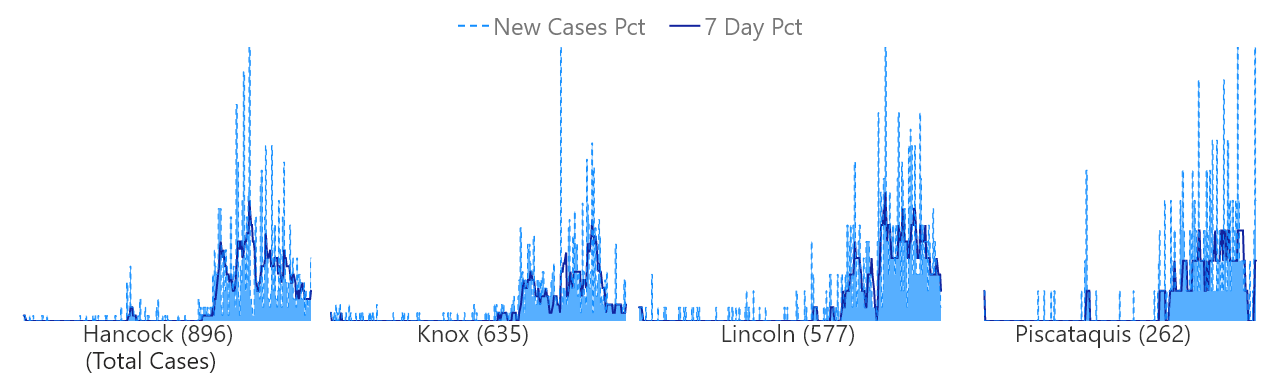 New Cases Pct 7 Day Pct
Hancock (896) Knox (635) Lincoln (577) Piscataquis (262)
(Total Cases)